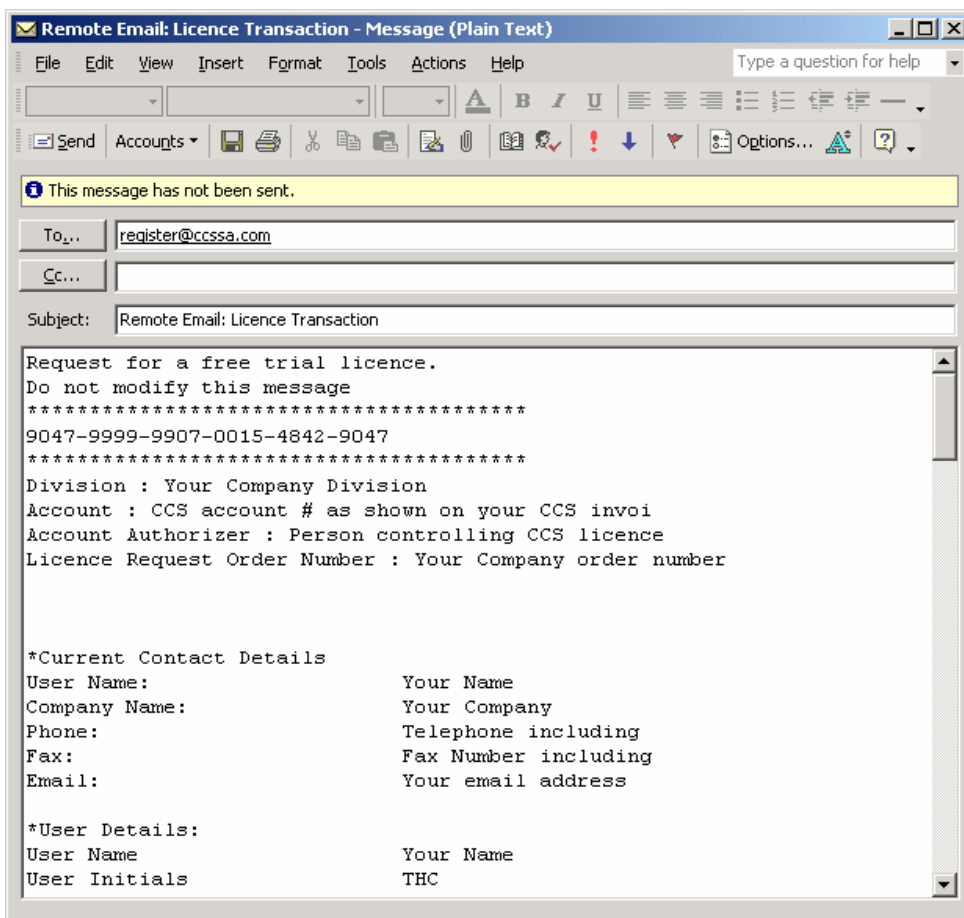 Remote Email: Licence Transaction - Message (Plain Text)
File Edit View Insert Format Tools Actions Help Type a question for help
A B I U
Send Accounts Options...
This message has not been sent.
To... register@ccssa.com
Cc...
Subject: Remote Email: Licence Transaction
Request for a free trial licence.
Do not modify this message
****************************************
9047-9999-9907-0015-4842-9047
****************************************
Division : Your Company Division
Account : CCS account # as shown on your CCS invoi
Account Authorizer : Person controlling CCS licence
Licence Request Order Number : Your Company order number
*Current Contact Details
User Name: Your Name
Company Name: Your Company
Phone: Telephone including
Fax: Fax Number including
Email: Your email address
*User Details:
User Name Your Name
User Initials THC